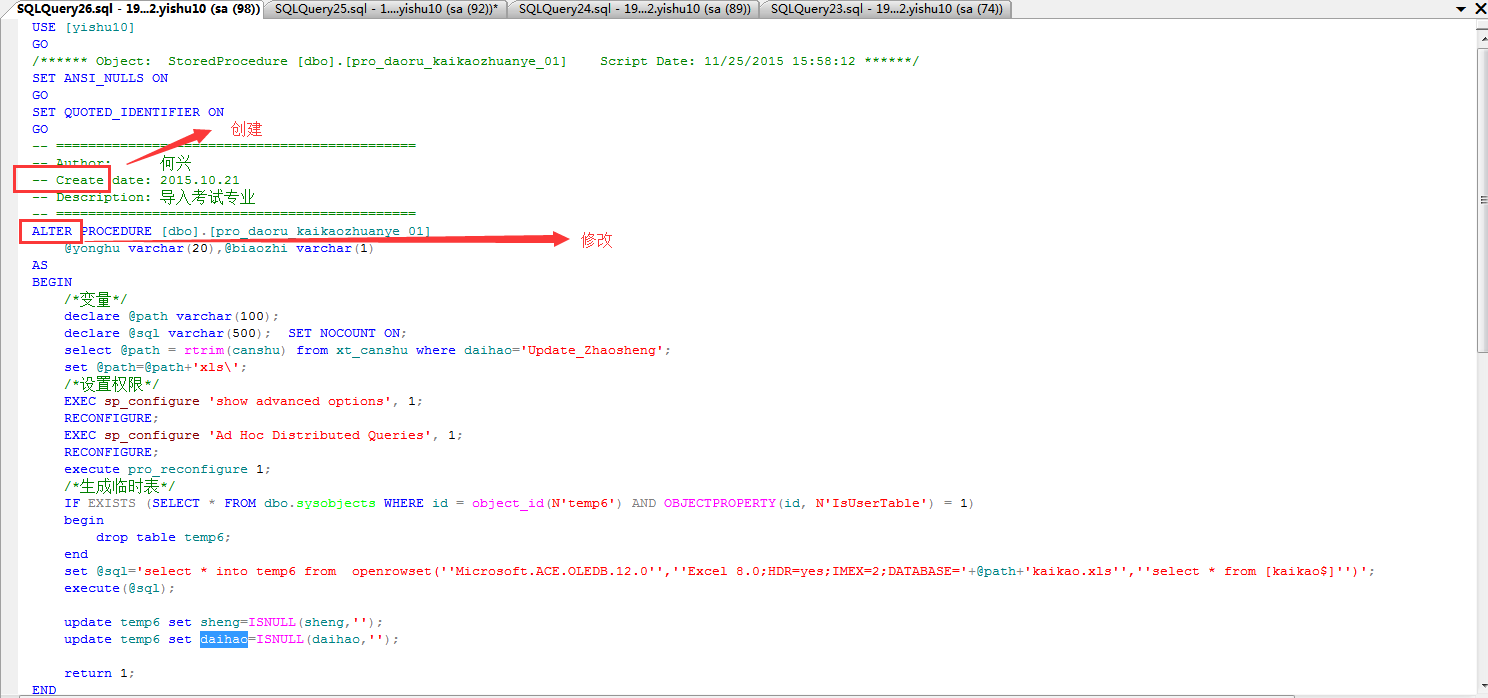 SQLQuery26.sql - 19...2.yishu10 (sa (98)) SQLQuery25.sql - 1....yishu10 (sa (92))* SQLQuery24.sql - 19...2.yishu10 (sa (89)) SQLQuery23.sql - 19...2.yishu10 (sa (74))
USE [yishu10]
GO
/****** Object:  StoredProcedure [dbo].[pro_daoru_kaikaozhuanye_01]    Script Date: 11/25/2015 15:58:12 ******/
SET ANSI_NULLS ON
GO
SET QUOTED_IDENTIFIER ON
GO
创建
-- =============================================
-- Author:      何兴
-- Create date: 2015.10.21
-- Description: 导入考试专业
-- =============================================
ALTER PROCEDURE [dbo].[pro_daoru_kaikaozhuanye_01]
修改
    @yonghu varchar(20),@biaozhi varchar(1)
AS
BEGIN
    /*变量*/
    declare @path varchar(100);
    declare @sql varchar(500);  SET NOCOUNT ON;
    select @path = rtrim(canshu) from xt_canshu where daihao='Update_Zhaosheng';
    set @path=@path+'xls\';
    /*设置权限*/
    EXEC sp_configure 'show advanced options', 1;
    RECONFIGURE;
    EXEC sp_configure 'Ad Hoc Distributed Queries', 1;
    RECONFIGURE;
    execute pro_reconfigure 1;
    /*生成临时表*/
    IF EXISTS (SELECT * FROM dbo.sysobjects WHERE id = object_id(N'temp6') AND OBJECTPROPERTY(id, N'IsUserTable') = 1)
    begin
        drop table temp6;
    end
    set @sql='select * into temp6 from  openrowset(''Microsoft.ACE.OLEDB.12.0'',''Excel 8.0;HDR=yes;IMEX=2;DATABASE='+@path+'kaikao.xls'',''select * from [kaikao$]'')';
    execute(@sql);
    update temp6 set sheng=ISNULL(sheng,'');
    update temp6 set daihao=ISNULL(daihao,'');
    return 1;
END